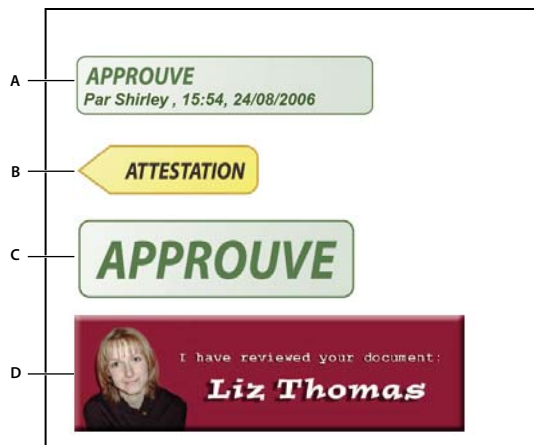 A
APPROUVE
Par Shirley , 15:54, 24/08/2006
B
ATTESTATION
C
APPROUVE
D
I have reviewed your document:
Liz Thomas